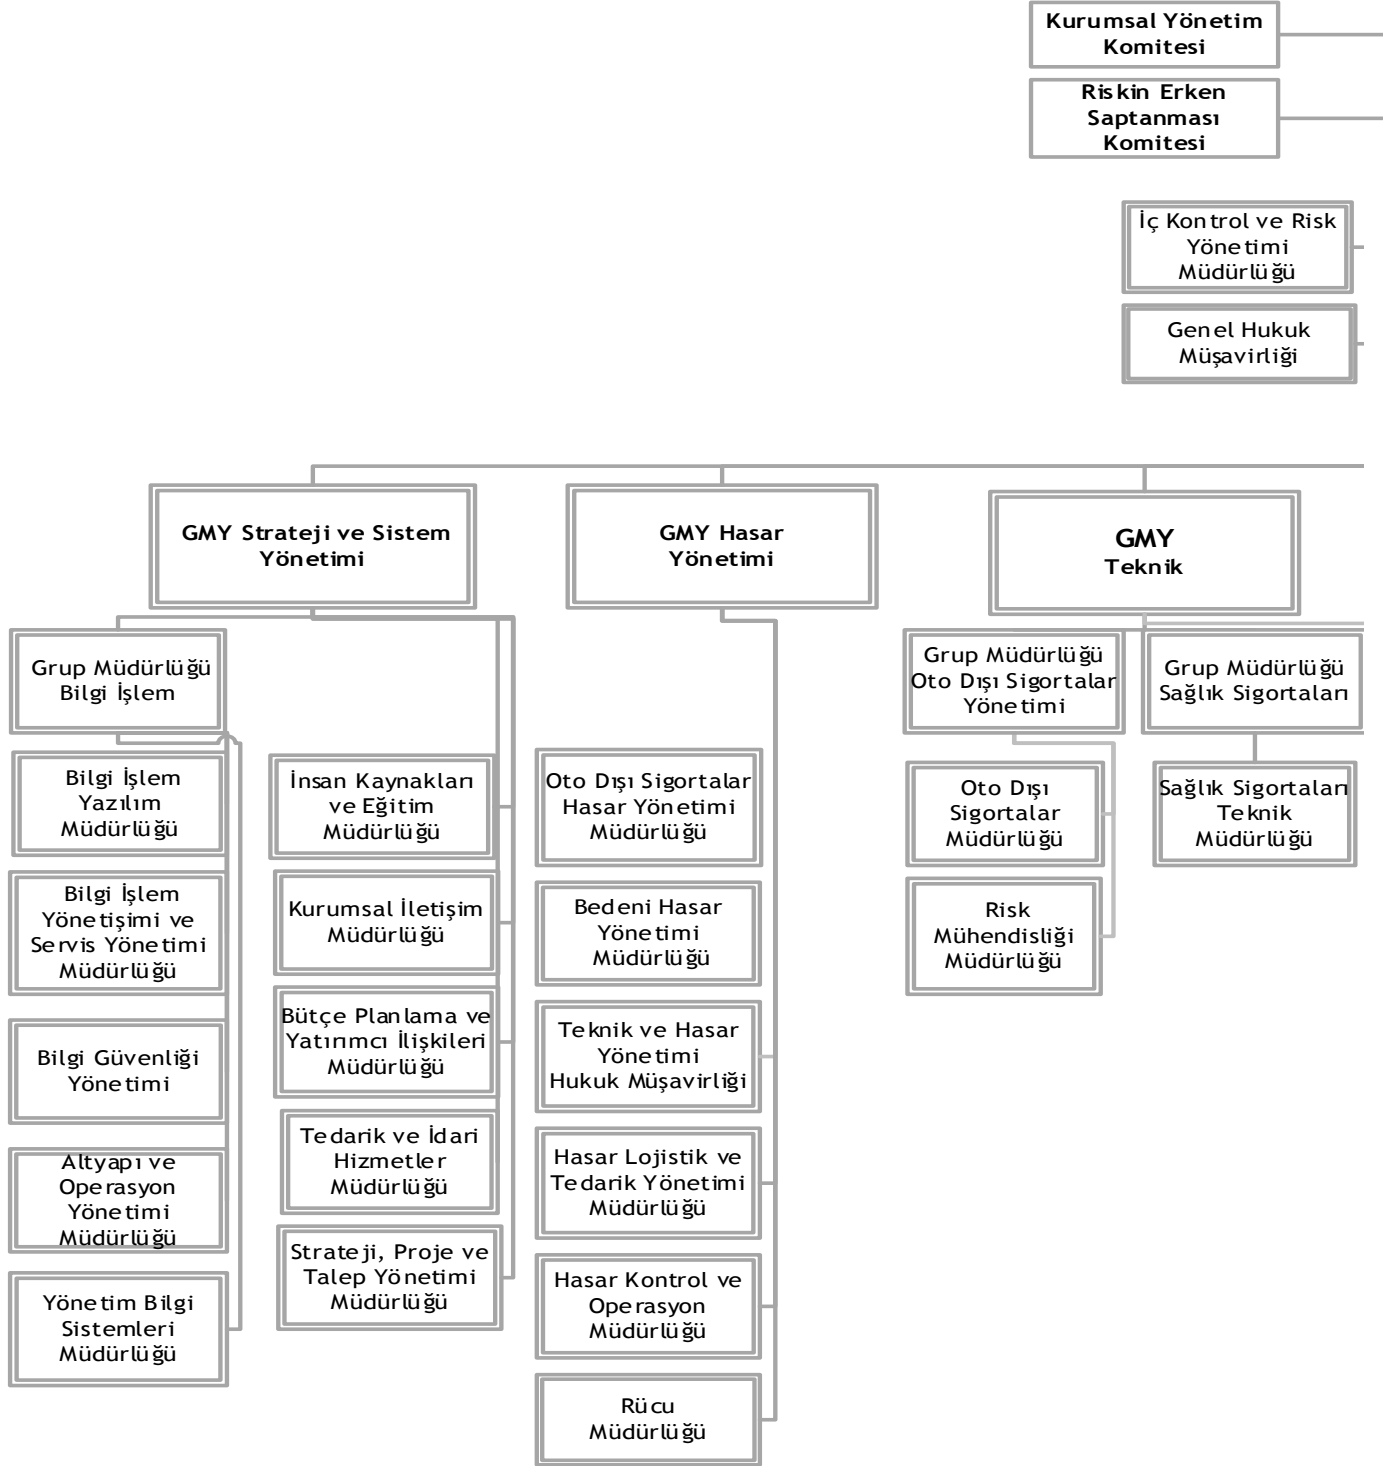 Kurumsal Yönetim
Komitesi
Riskin Erken
Saptanması
Komitesi
İç Kontrol ve Risk
Yönetimi
Müdürlüğü
Genel Hukuk
Müşavirliği
GMY Strateji ve Sistem
Yönetimi
GMY Hasar
Yönetimi
GMY
Teknik
Grup Müdürlüğü
Bilgi İşlem
Bilgi İşlem
Yazılım
Müdürlüğü
Bilgi İşlem
Yönetişimi ve
Servis Yönetimi
Müdürlüğü
Bilgi Güvenliği
Yönetimi
Altyapı ve
Operasyon
Yönetimi
Müdürlüğü
Yönetim Bilgi
Sistemleri
Müdürlüğü
İnsan Kaynakları
ve Eğitim
Müdürlüğü
Kurumsal İletişim
Müdürlüğü
Bütçe Planlama ve
Yatırımcı İlişkileri
Müdürlüğü
Tedarik ve İdari
Hizmetler
Müdürlüğü
Strateji, Proje ve
Talep Yönetimi
Müdürlüğü
Oto Dışı Sigortalar
Hasar Yönetimi
Müdürlüğü
Bedeni Hasar
Yönetimi
Müdürlüğü
Teknik ve Hasar
Yönetimi
Hukuk Müşavirliği
Hasar Lojistik ve
Tedarik Yönetimi
Müdürlüğü
Hasar Kontrol ve
Operasyon
Müdürlüğü
Rücu
Müdürlüğü
Grup Müdürlüğü
Oto Dışı Sigortalar
Yönetimi
Oto Dışı
Sigortalar
Müdürlüğü
Risk
Mühendisliği
Müdürlüğü
Grup Müdürlüğü
Sağlık Sigortaları
Sağlık Sigortaları
Teknik
Müdürlüğü